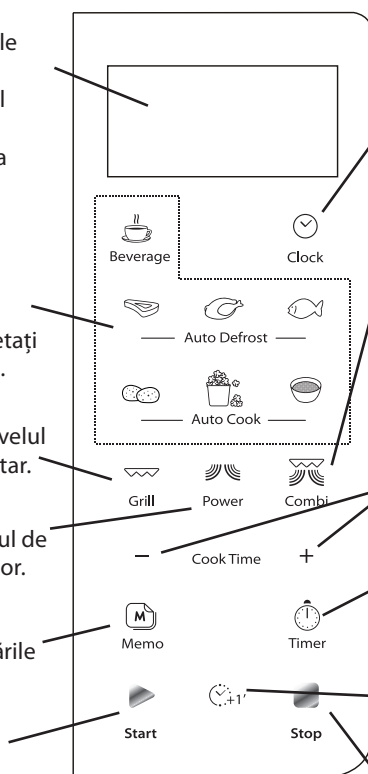 le
l
a
Beverage
Clock
Auto Defrost
etați
.
Auto Cook
velul
tar.
Grill
Power
Combi
ul de
or.
– Cook Time +
M
Memo
Timer
ările
+1'
Start
Stop